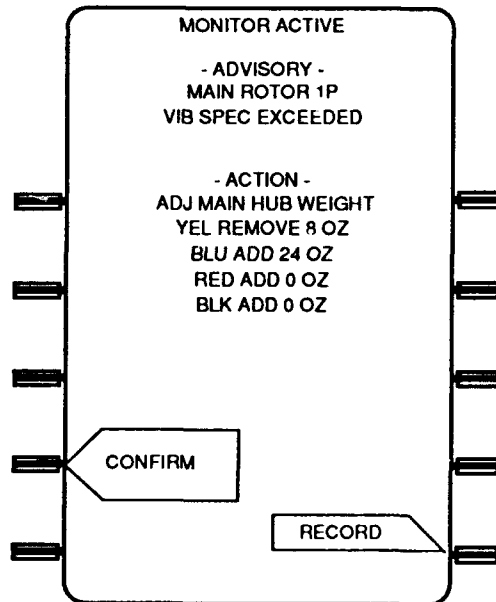 MONITOR ACTIVE
- ADVISORY -
MAIN ROTOR 1P
VIB SPEC EXCEEDED
- ACTION -
ADJ MAIN HUB WEIGHT
YEL REMOVE 8 OZ
BLU ADD 24 OZ
RED ADD 0 OZ
BLK ADD 0 OZ
CONFIRM
RECORD